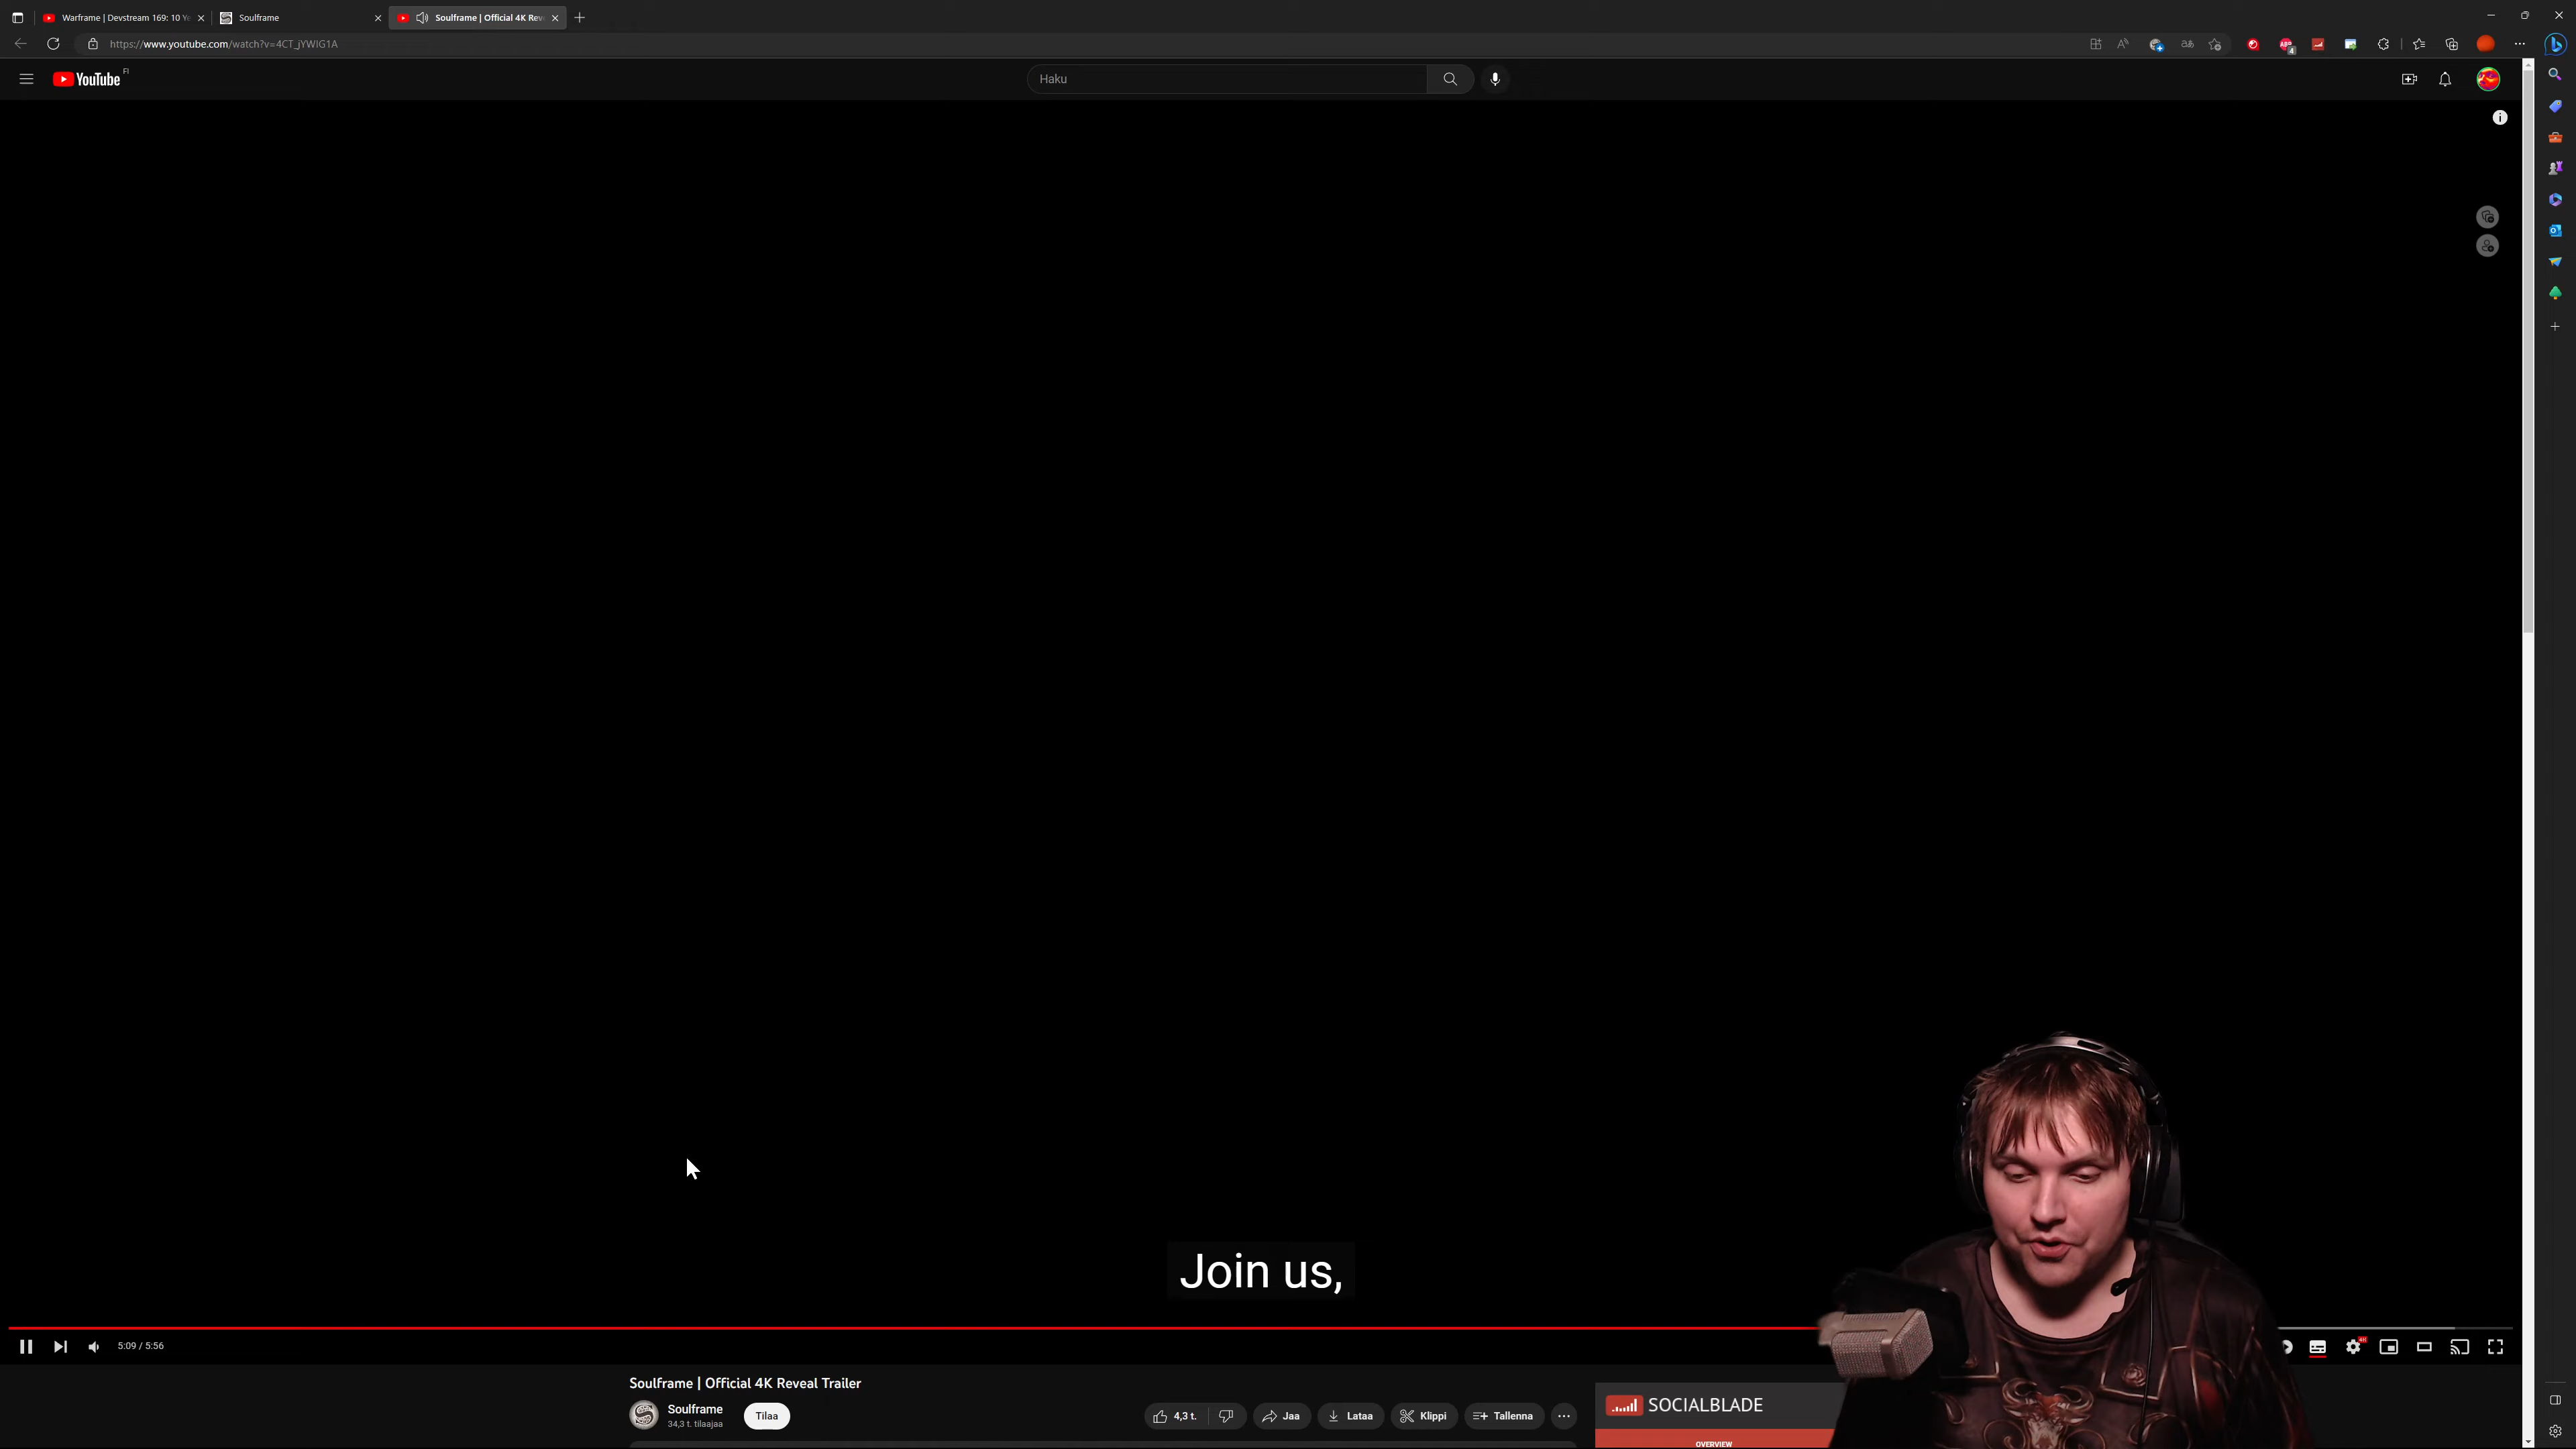 Warframe | Devstream 169: 10 Ye
Soulframe
Soulframe | Official 4K Rev
https://www.youtube.com/watch?v=4CT_jYWIG1A
YouTube FI
Haku
Join us,
5:09 / 5:56
4K
Soulframe | Official 4K Reveal Trailer
Soulframe
34,3 t. tilaajaa
Tilaa
4,3 t.
Jaa
Lataa
Klippi
Tallenna
SOCIALBLADE
OVERVIEW